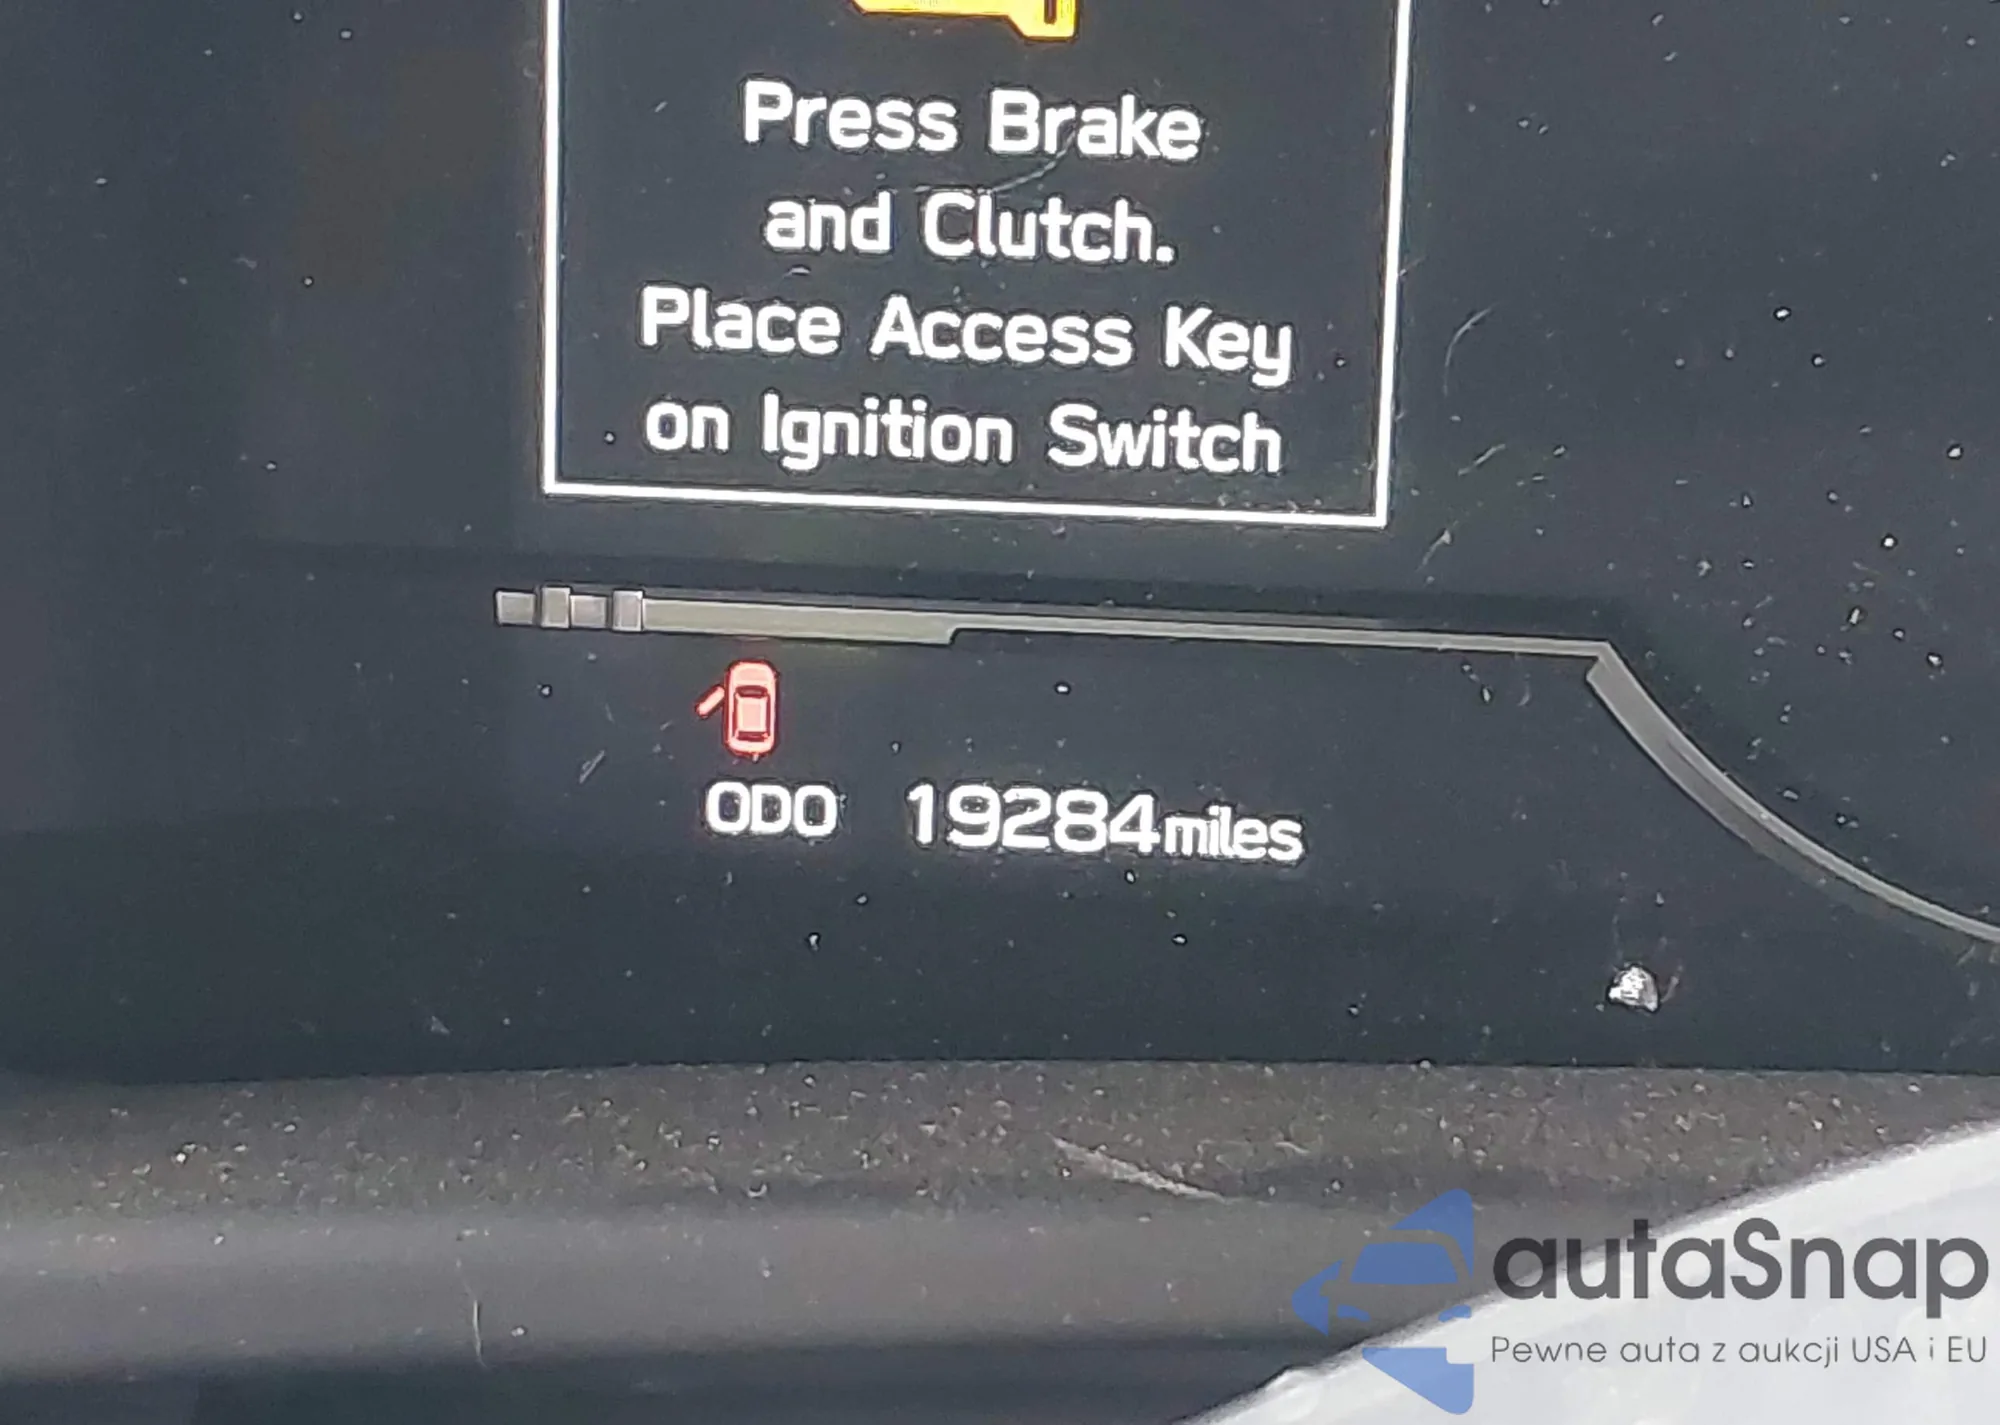 Press Brake
and Clutch.
Place Access Key
on Ignition Switch
ODO 19284miles
autaSnap
Pewne auta z aukcji USA i EU